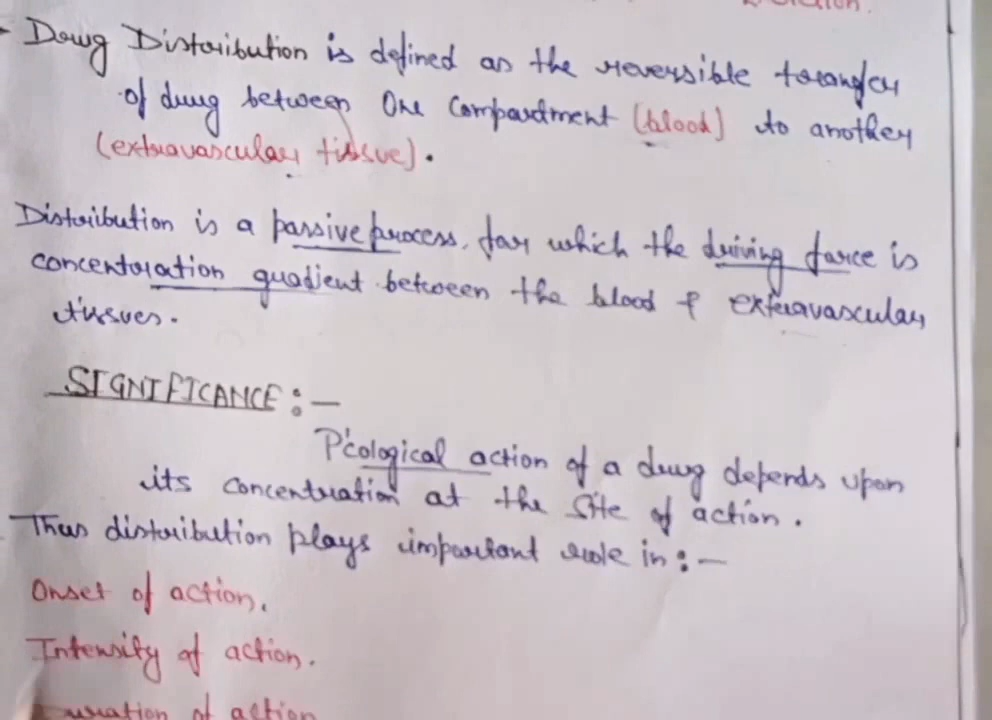 - Drug Distribution is defined as the reversible transfer
of drug between One Compartment (blood) to another
(extravascular tissue).
Distribution is a passive process, for which the driving force is
concentration gradient between the blood & extravascular
tissues.
SIGNIFICANCE :-
P'cological action of a drug depends upon
its concentration at the Site of action.
Thus distribution plays important role in :-
Onset of action.
Intensity of action.
Duration of action